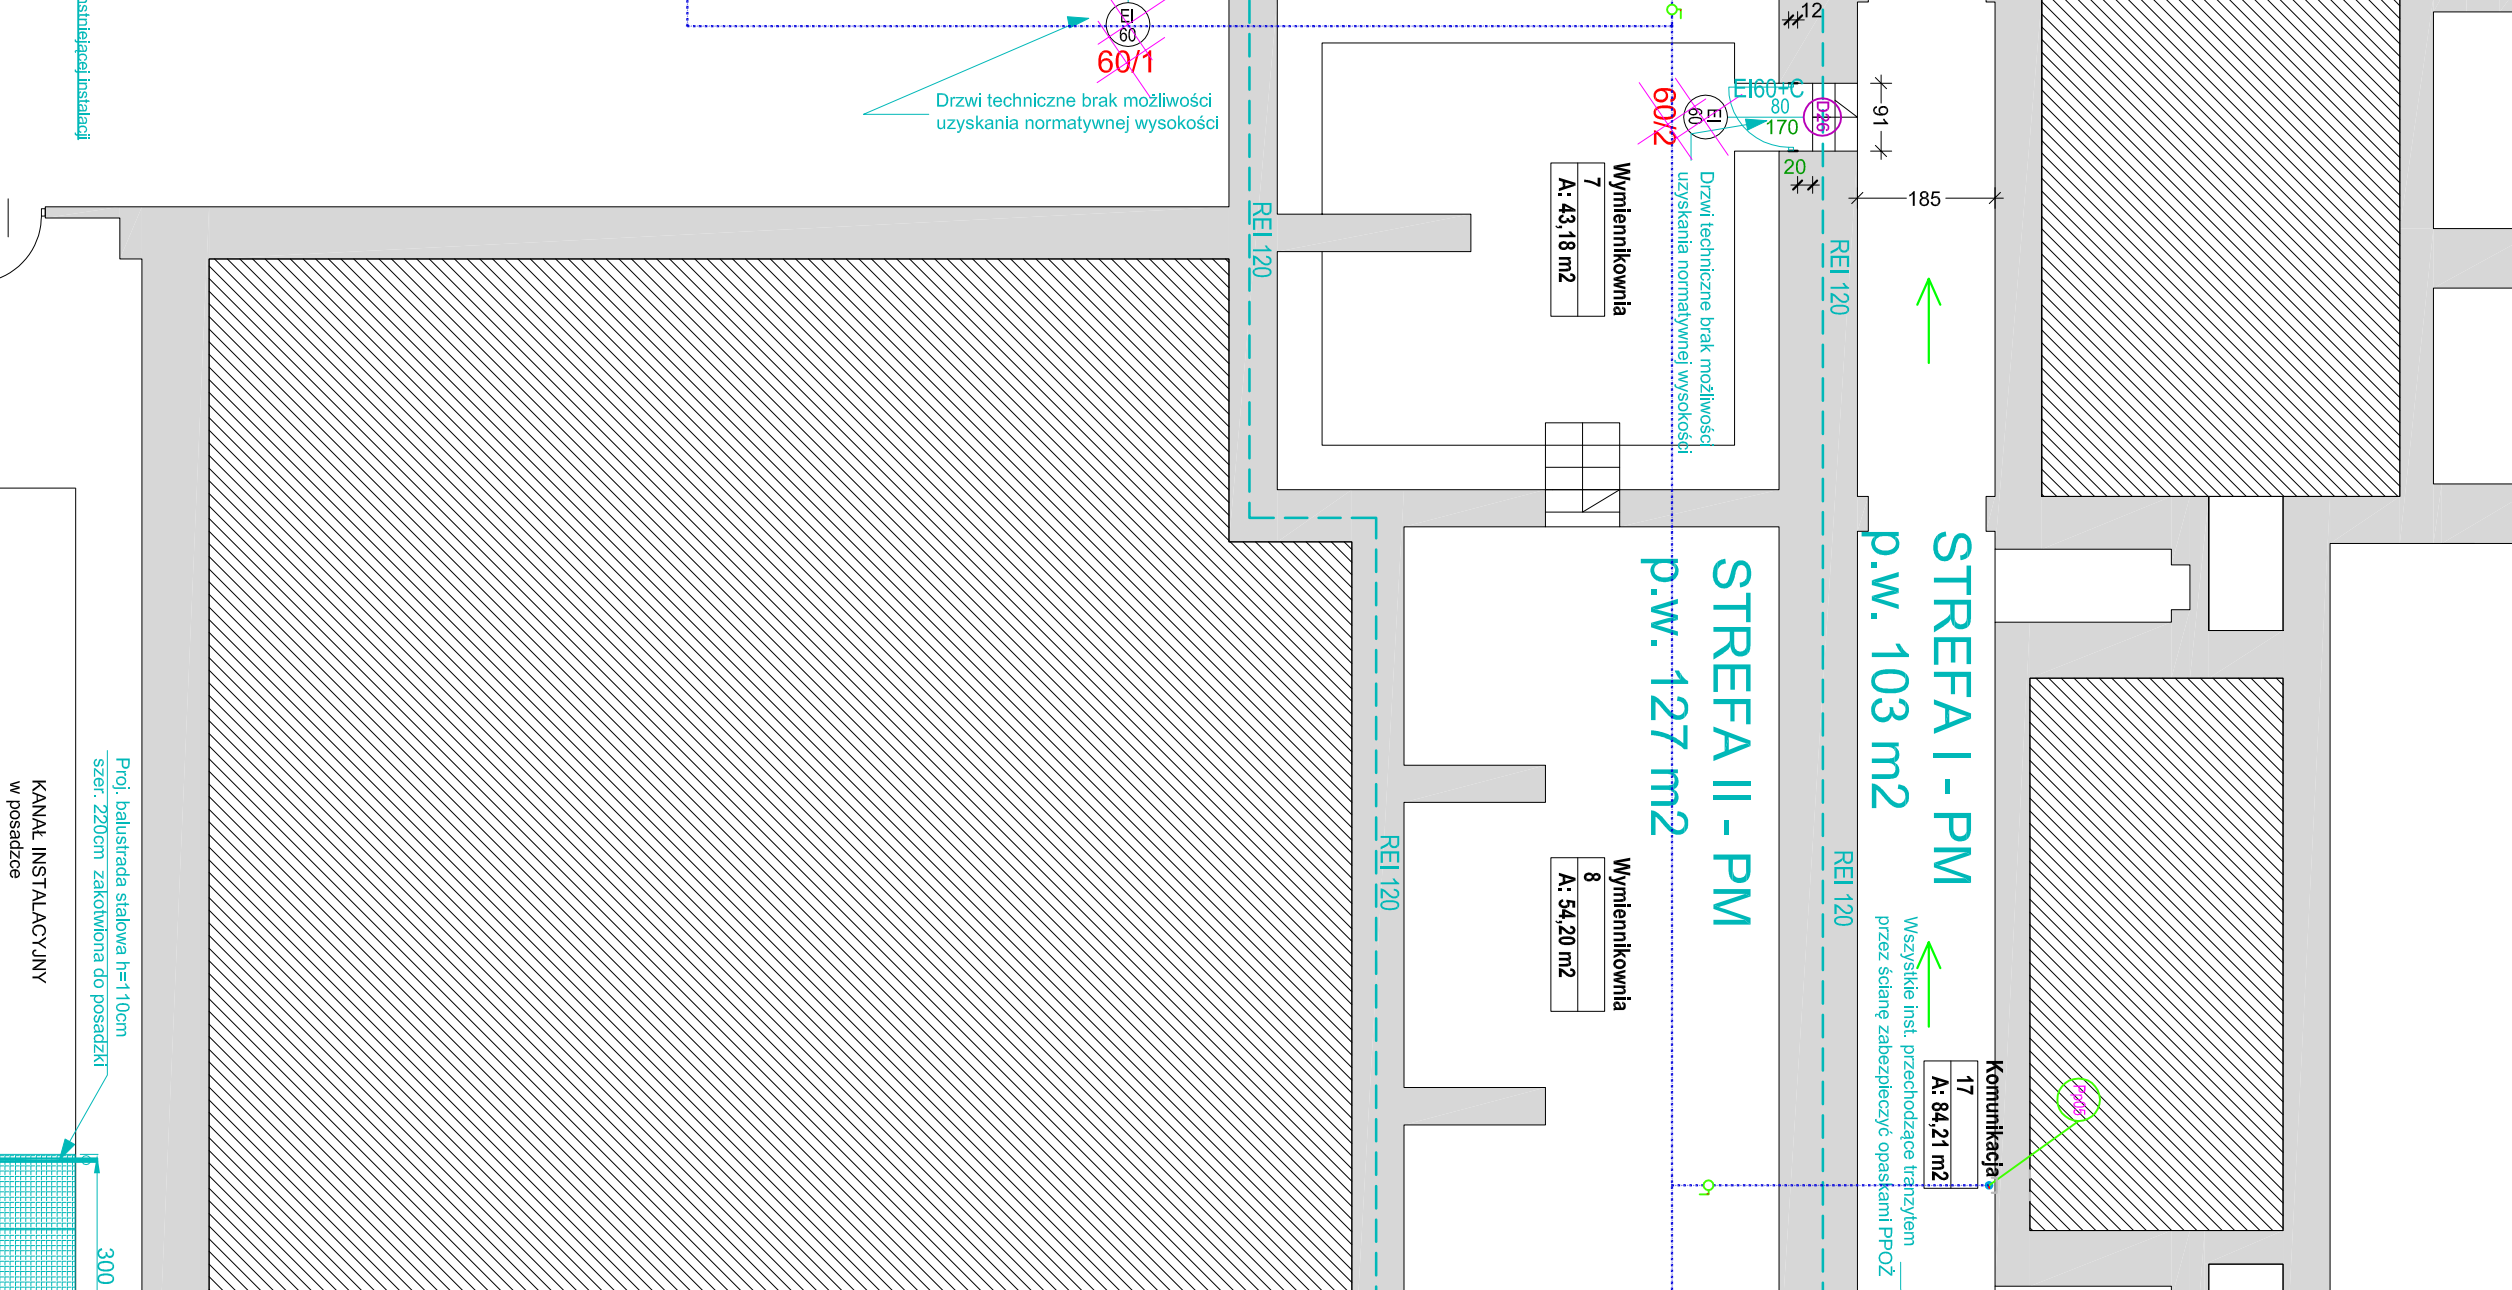 istniejącej instalacji
EI
60
60/1
Drzwi techniczne brak możliwości
uzyskania normatywnej wysokości
12
EI60+C
80
170
20
D26
91
185
60/2
EI
60
Drzwi techniczne brak możliwości
uzyskania normatywnej wysokości
Wymiennikownia
7
A: 43,18 m2
REI 120
REI 120
STREFA I - PM
p.w. 103 m2
STREFA II - PM
p.w. 127 m2
REI 120
REI 120
Wymiennikownia
8
A: 54,20 m2
Wszystkie inst. przechodzące tranzytem
przez ścianę zabezpieczyć opaskami PPOŻ
Komunikacja
17
A: 84,21 m2
Pp05
Proj. balustrada stalowa h=110cm
szer. 220cm zakotwiona do posadzki
KANAŁ INSTALACYJNY
w posadzce
300